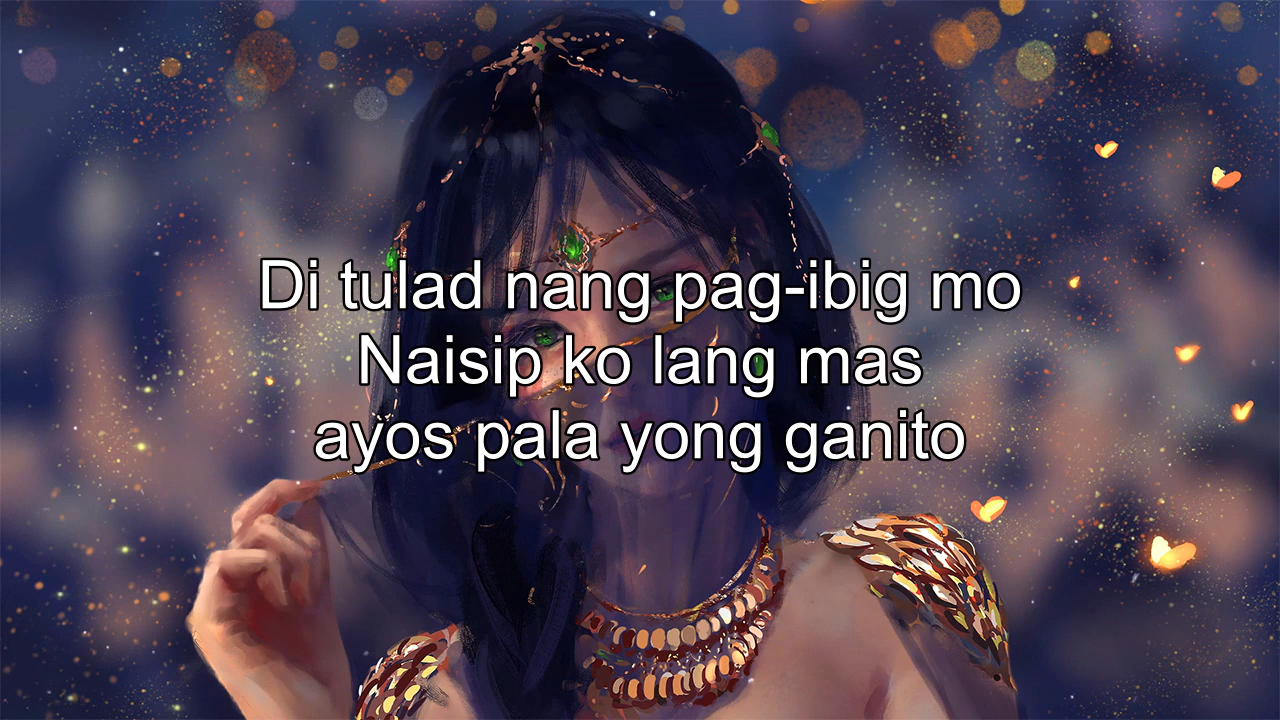 Di tulad nang pag-ibig mo
Naisip ko lang mas
ayos pala yong ganito